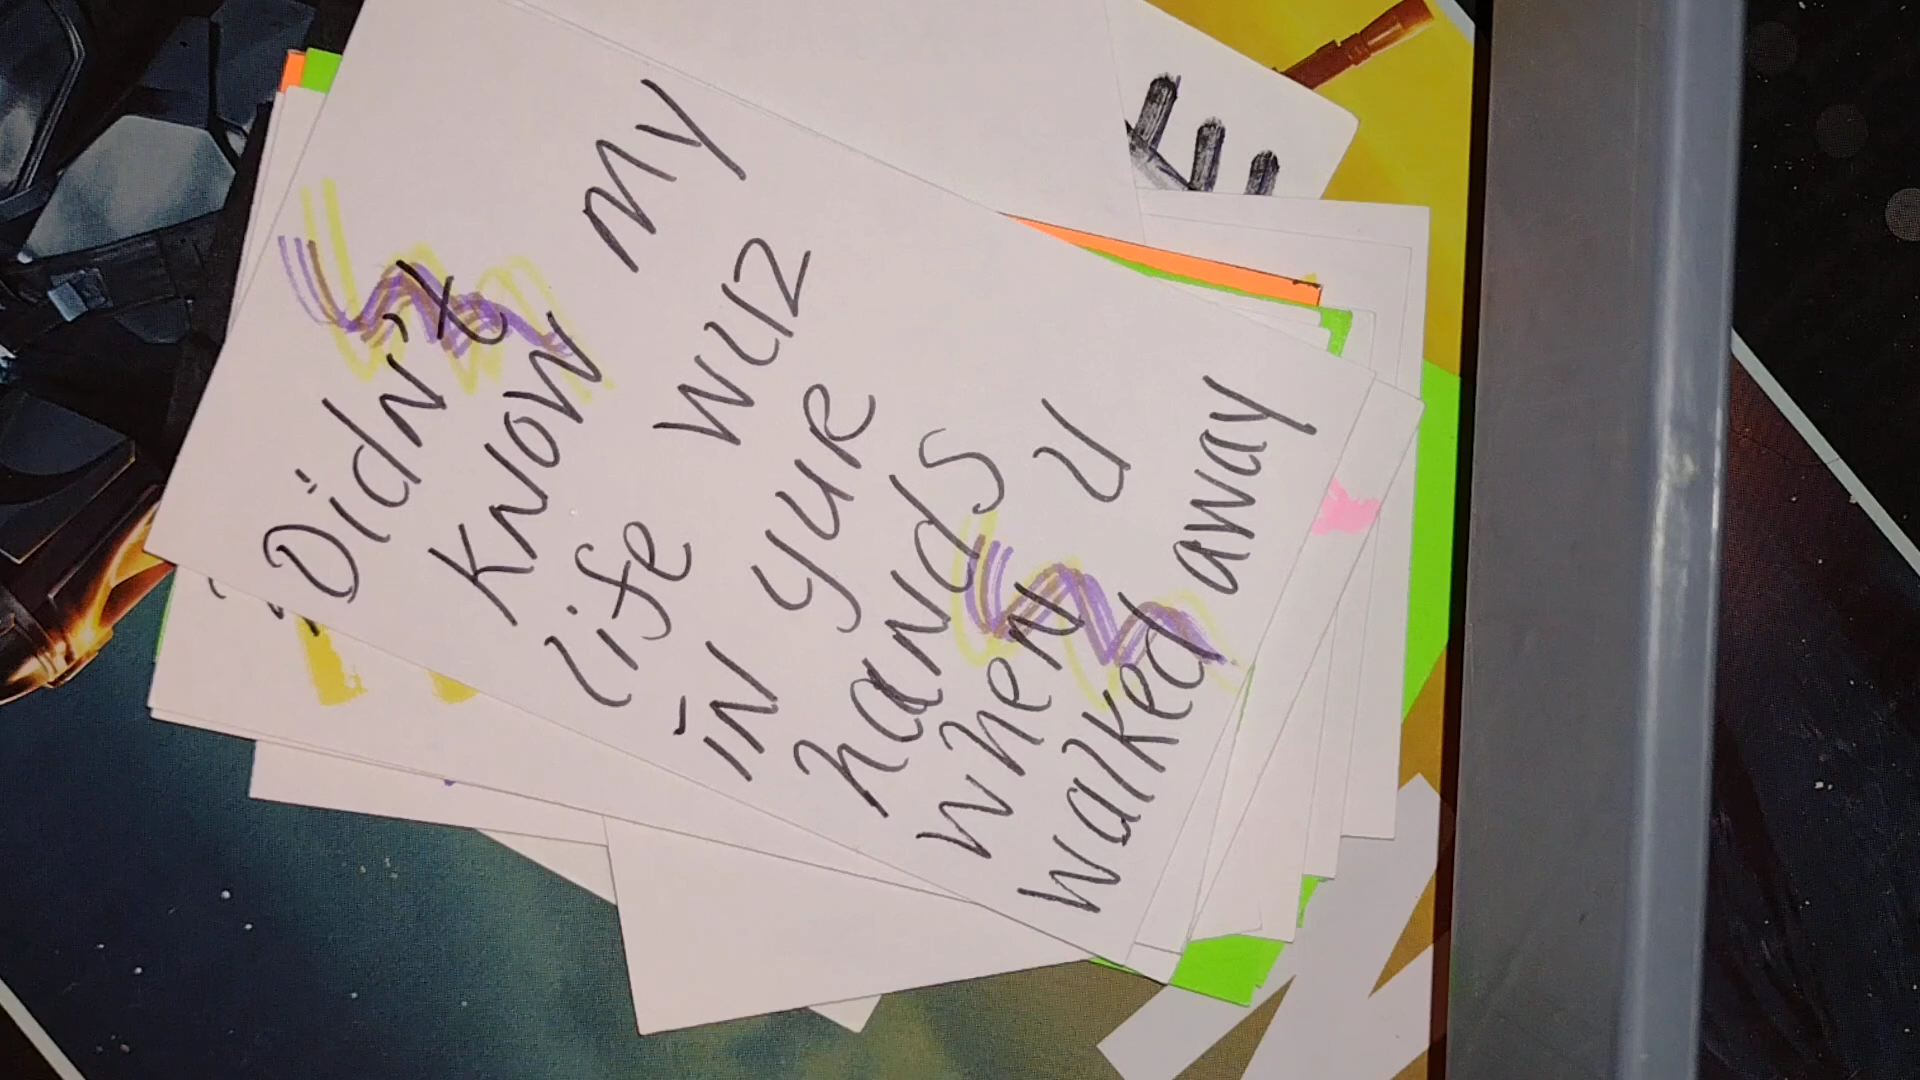 Didn't
know my
life wuz
in yur
hands
when u
walked away